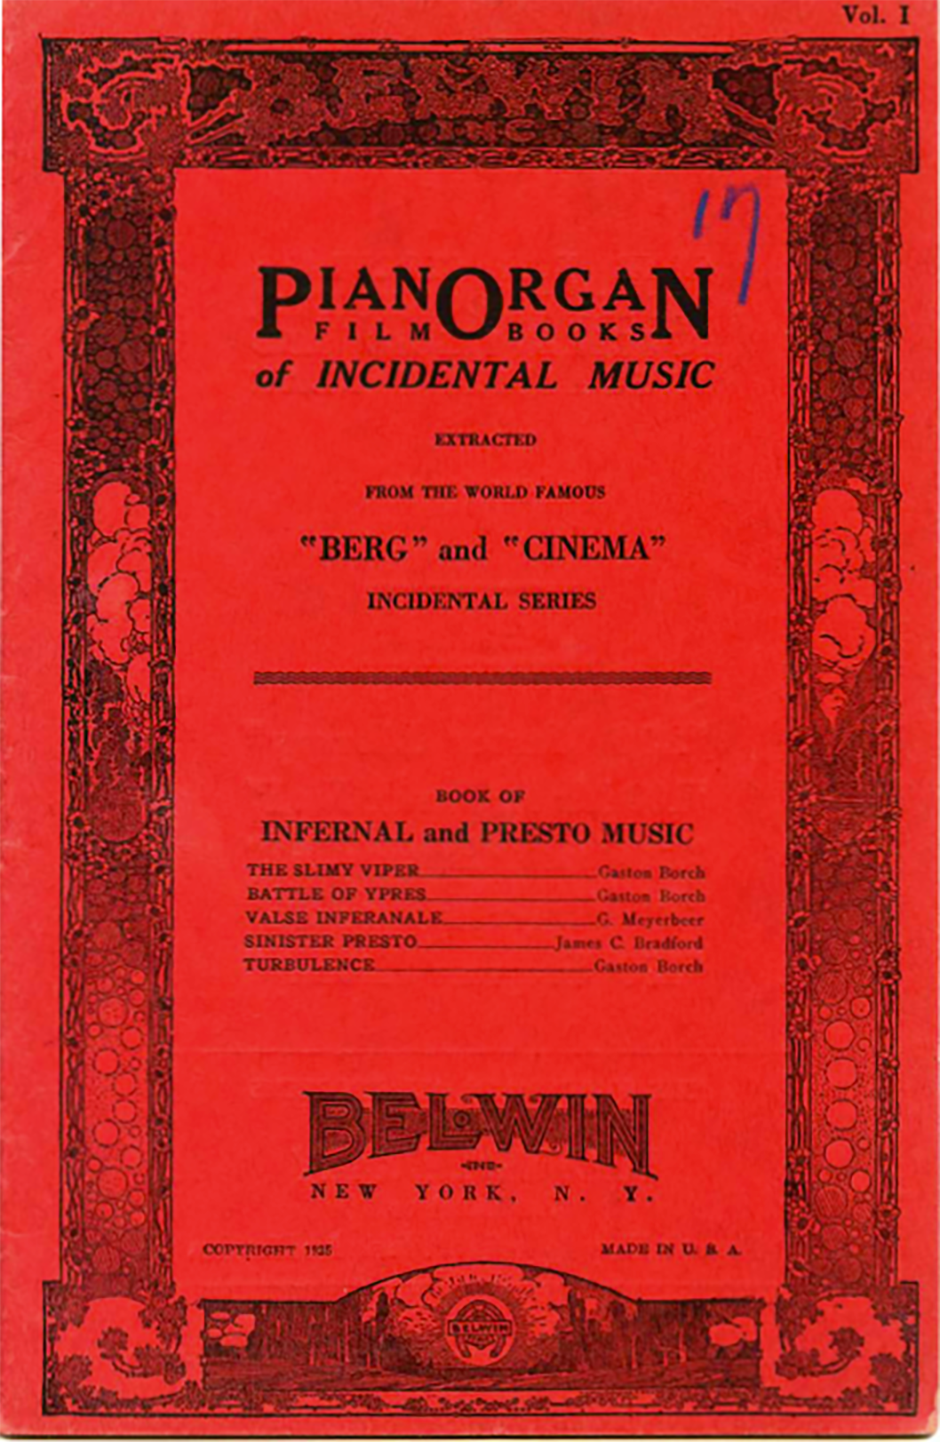 Vol. I
BELWIN
INC
17
PIANORGAN
FILM BOOKS
of INCIDENTAL MUSIC
EXTRACTED
FROM THE WORLD FAMOUS
"BERG" and "CINEMA"
INCIDENTAL SERIES
BOOK OF
INFERNAL and PRESTO MUSIC
THE SLIMY VIPER Gaston Borch
BATTLE OF YPRES Gaston Borch
VALSE INFERANALE G. Meyerbeer
SINISTER PRESTO James C. Bradford
TURBULENCE Gaston Borch
BELWIN
INC
NEW YORK, N. Y.
COPYRIGHT 1925 MADE IN U. S. A.
BELWIN